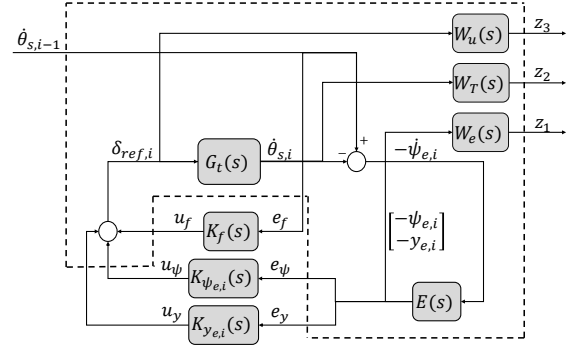 W_u(s) z_3
θ̇_{s,i−1}
W_T(s) z_2
W_e(s) z_1
δ_{ref,i} G_t(s) θ̇_{s,i} − + −ψ̇_{e,i}
u_f K_f(s) e_f
[−ψ_{e,i}
−y_{e,i}]
u_ψ K_{ψ_{e,i}}(s) e_ψ
E(s)
u_y K_{y_{e,i}}(s) e_y